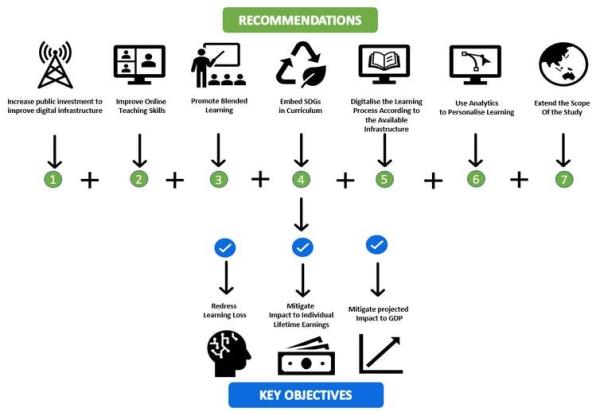 RECOMMENDATIONS
Increase public investment to
improve digital infrastructure
Improve Online
Teaching Skills
Promote Blended
Learning
Embed SDGs
in Curriculum
Digitalise the Learning
Process According to
the Available
Infrastructure
Use Analytics
to Personalise Learning
Extend the Scope
Of the Study
1 + 2 + 3 + 4 + 5 + 6 + 7
Redress
Learning Loss
Mitigate
Impact to Individual
Lifetime Earnings
Mitigate projected
Impact to GDP
KEY OBJECTIVES